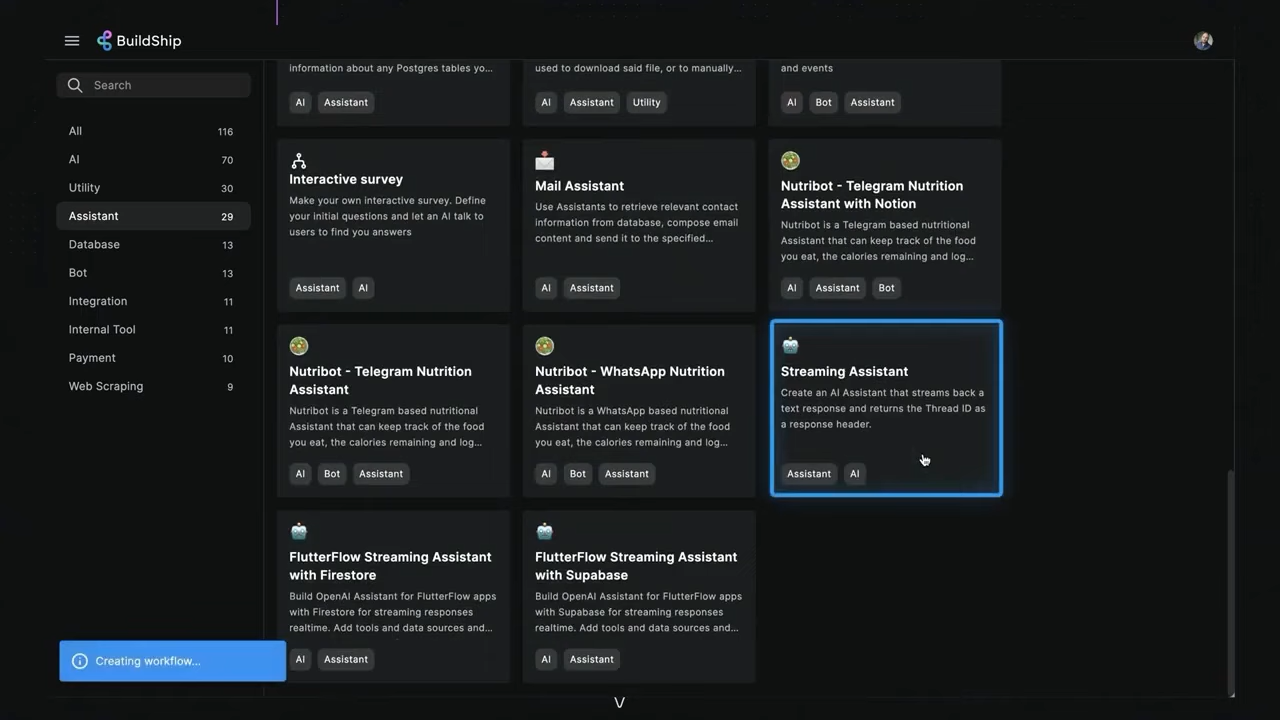 BuildShip
Search
All 116
AI 70
Utility 30
Assistant 29
Database 13
Bot 13
Integration 11
Internal Tool 11
Payment 10
Web Scraping 9
information about any Postgres tables yo...
AI Assistant
used to download said file, or to manually...
AI Assistant Utility
and events
AI Bot Assistant
Interactive survey
Make your own interactive survey. Define
your initial questions and let an AI talk to
users to find you answers
Assistant AI
Mail Assistant
Use Assistants to retrieve relevant contact
information from database, compose email
content and send it to the specified...
AI Assistant
Nutribot - Telegram Nutrition
Assistant with Notion
Nutribot is a Telegram based nutritional
Assistant that can keep track of the food
you eat, the calories remaining and log...
AI Assistant Bot
Nutribot - Telegram Nutrition
Assistant
Nutribot is a Telegram based nutritional
Assistant that can keep track of the food
you eat, the calories remaining and log...
AI Bot Assistant
Nutribot - WhatsApp Nutrition
Assistant
Nutribot is a WhatsApp based nutritional
Assistant that can keep track of the food
you eat, the calories remaining and log...
AI Bot Assistant
Streaming Assistant
Create an AI Assistant that streams back a
text response and returns the Thread ID as
a response header.
Assistant AI
FlutterFlow Streaming Assistant
with Firestore
Build OpenAI Assistant for FlutterFlow apps
with Firestore for streaming responses
realtime. Add tools and data sources and...
AI Assistant
FlutterFlow Streaming Assistant
with Supabase
Build OpenAI Assistant for FlutterFlow apps
with Supabase for streaming responses
realtime. Add tools and data sources and...
AI Assistant
Creating workflow...
V